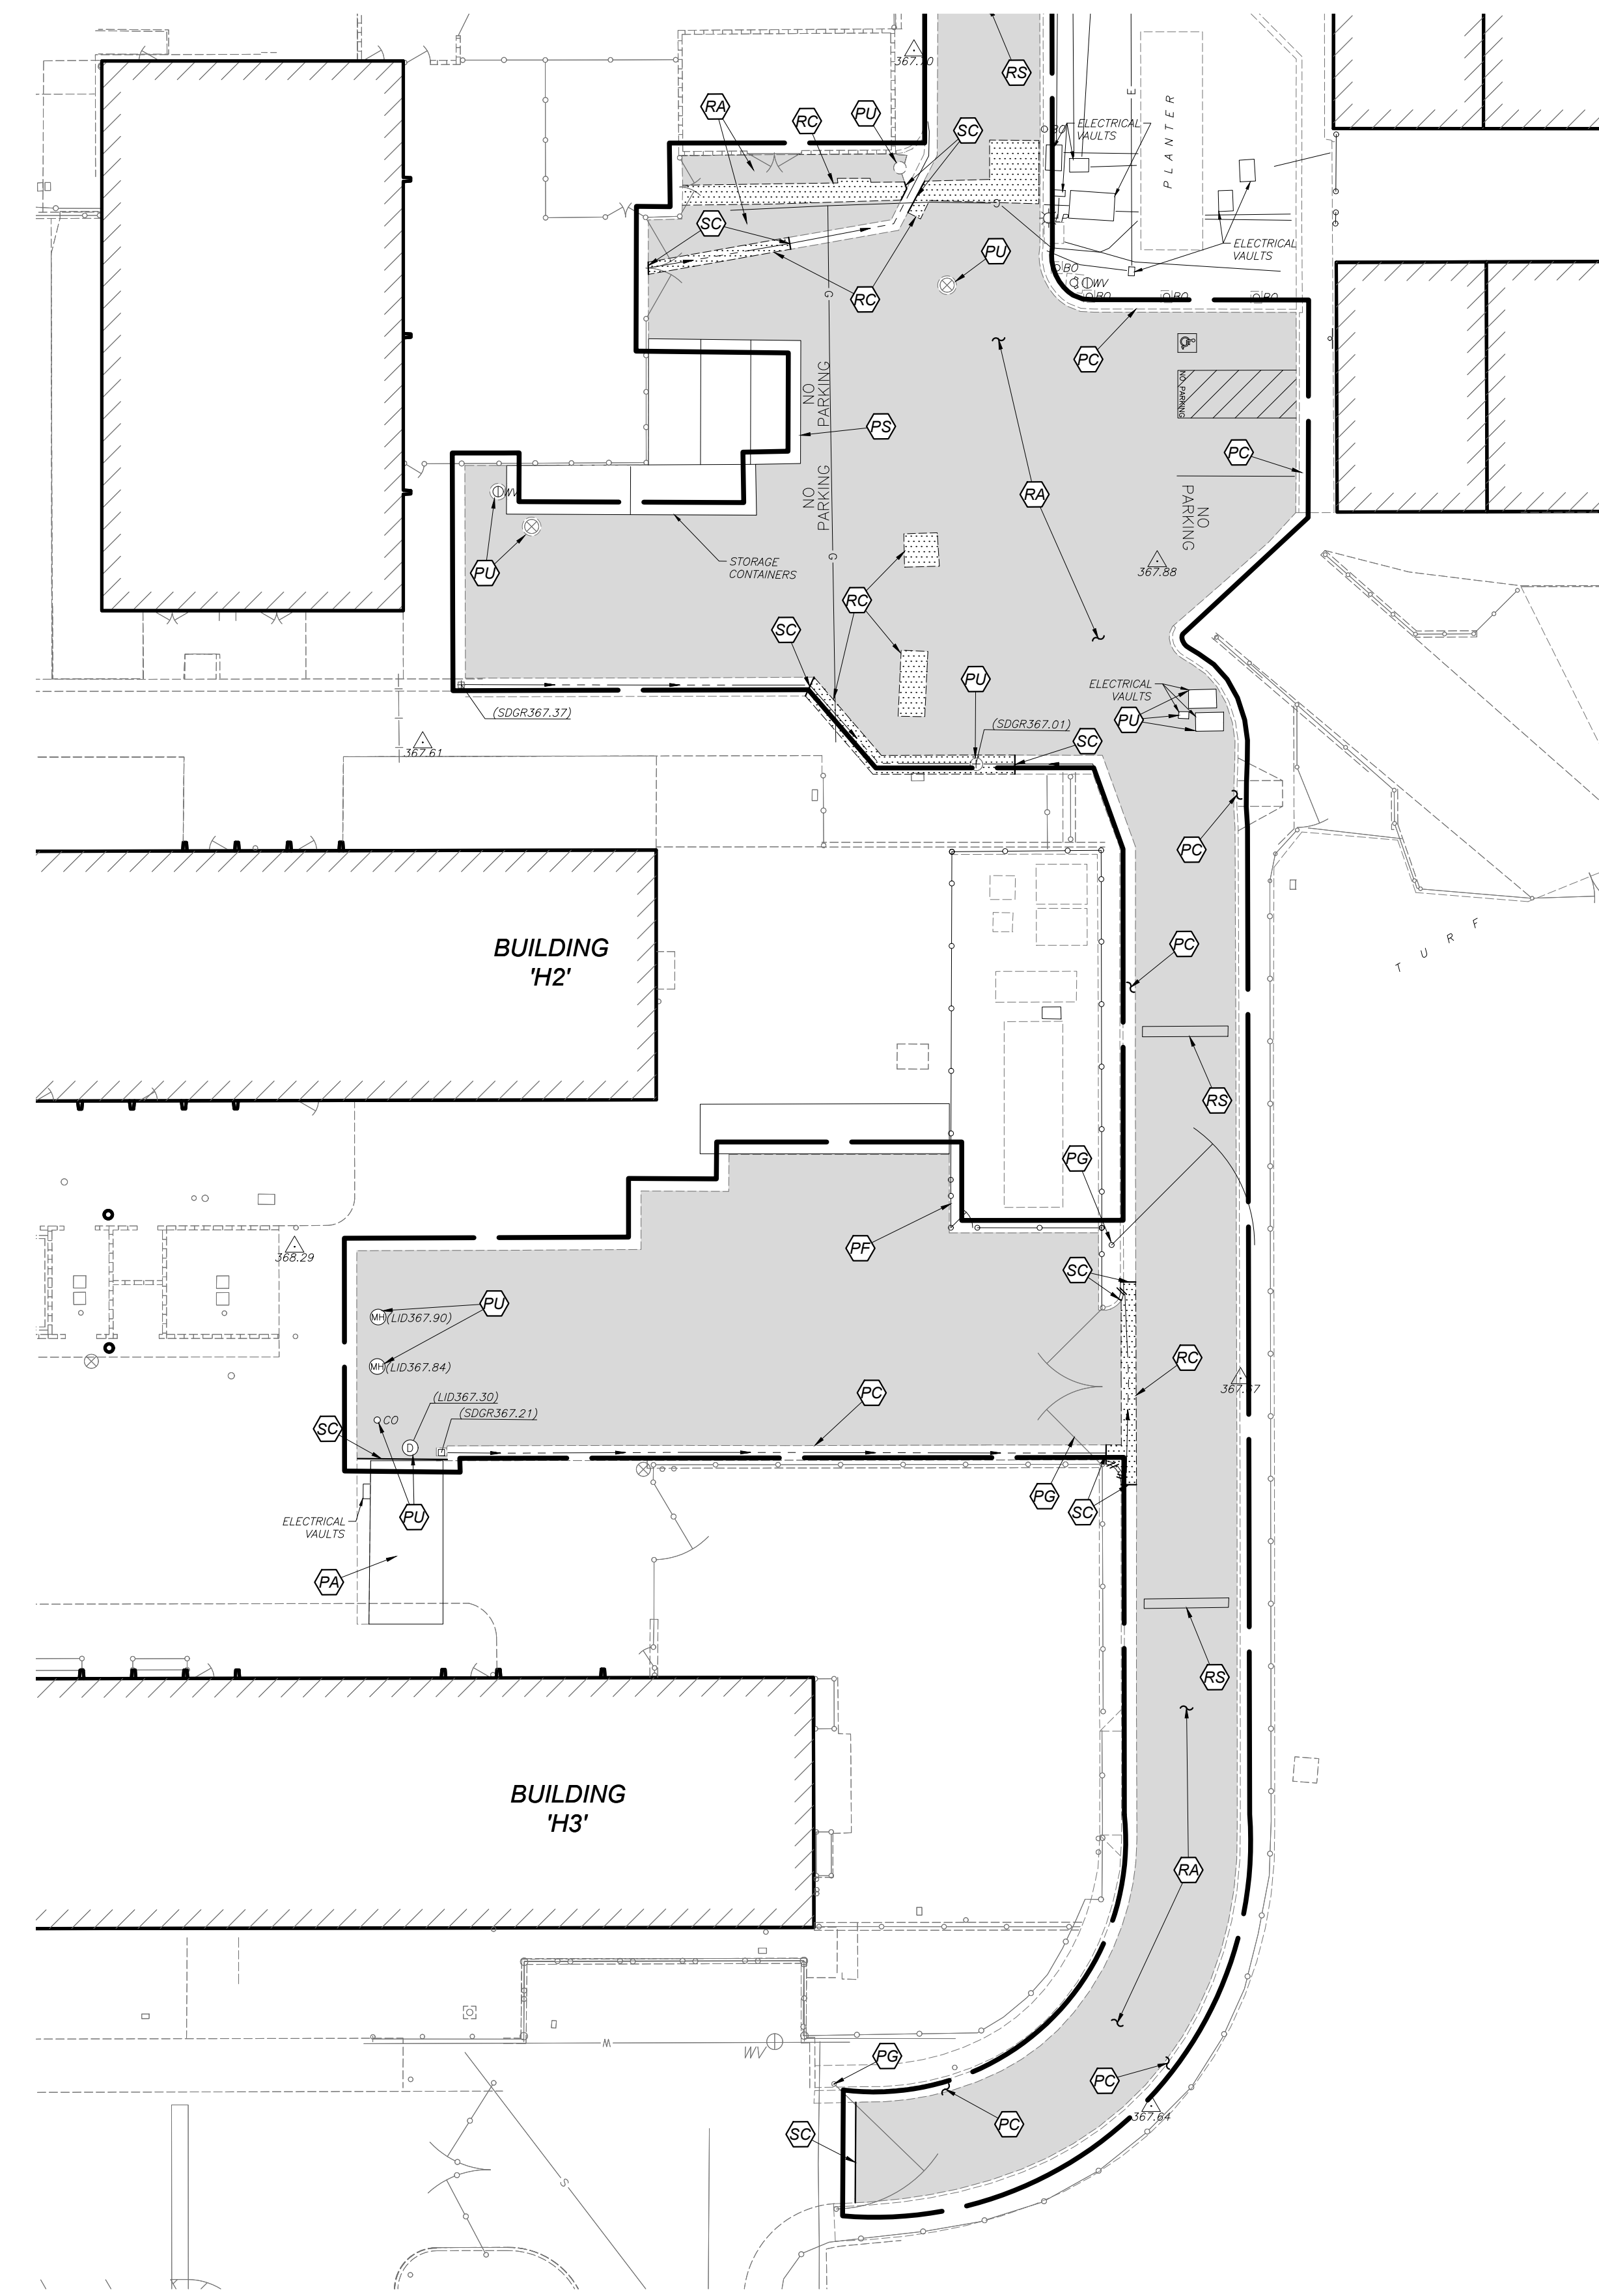 367.70
RS
E
PLANTER
RA
RC
PU
SC
BO
ELECTRICAL
VAULTS
SC
G
PU
ELECTRICAL
VAULTS
BO
WV
BO
BO
BO
RC
G
PC
NO
PARKING
NO PARKING
PS
PC
NO
PARKING
RA
WV
NO
PARKING
PU
STORAGE
CONTAINERS
G
367.88
RC
SC
PU
ELECTRICAL
VAULTS
PU
(SDGR367.37)
(SDGR367.01)
SC
367.61
PC
TURF
BUILDING
'H2'
PC
RS
PG
PF
368.29
SC
PU
MH
(LID367.90)
MH
(LID367.84)
RC
PC
(LID367.30)
(SDGR367.21)
CO
D
SC
PG
SC
PU
ELECTRICAL
VAULTS
PA
RS
BUILDING
'H3'
RA
W
WV
PG
PC
PC
367.64
SC
S